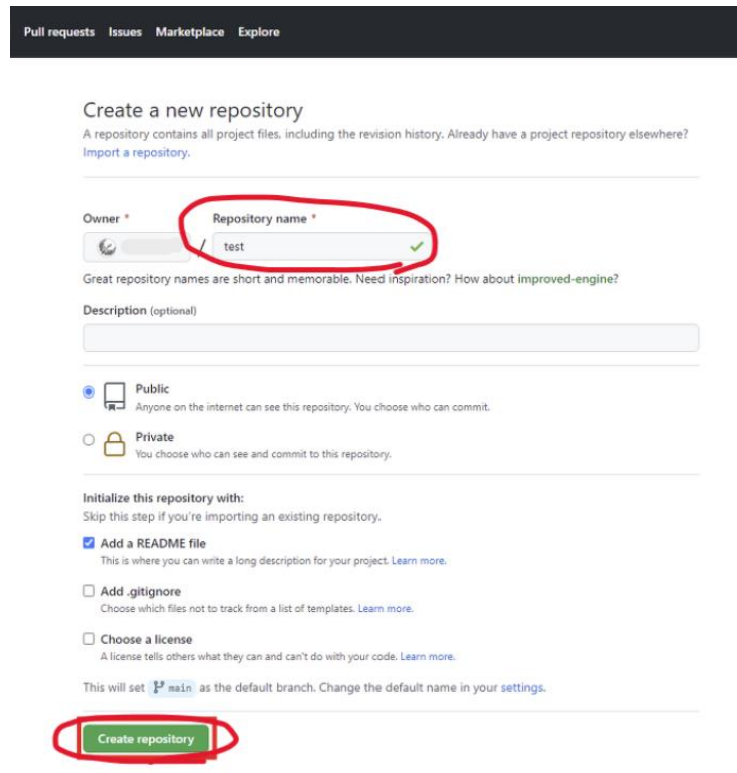 Pull requests Issues Marketplace Explore
Create a new repository
A repository contains all project files, including the revision history. Already have a project repository elsewhere?
Import a repository.
Owner * Repository name *
/ test
Great repository names are short and memorable. Need inspiration? How about improved-engine?
Description (optional)
Public
Anyone on the internet can see this repository. You choose who can commit.
Private
You choose who can see and commit to this repository.
Initialize this repository with:
Skip this step if you're importing an existing repository.
Add a README file
This is where you can write a long description for your project. Learn more.
Add .gitignore
Choose which files not to track from a list of templates. Learn more.
Choose a license
A license tells others what they can and can't do with your code. Learn more.
This will set main as the default branch. Change the default name in your settings.
Create repository